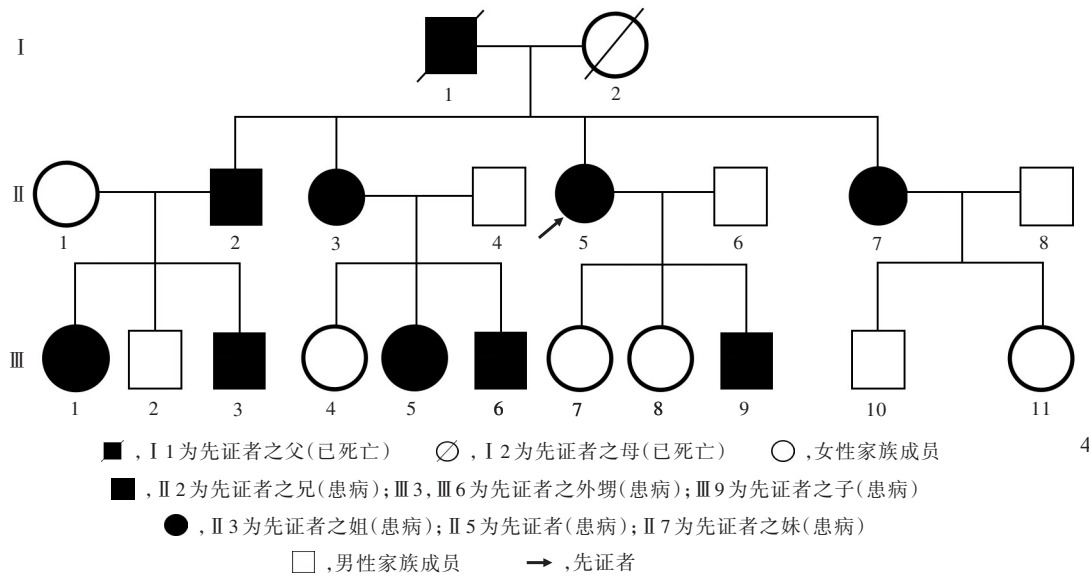 Ⅰ
1 2
Ⅱ
1 2 3 4 5 6 7 8
Ⅲ
1 2 3 4 5 6 7 8 9 10 11
,Ⅰ1为先证者之父(已死亡) ,Ⅰ2为先证者之母(已死亡) ,女性家族成员
4
,Ⅱ2为先证者之兄(患病);Ⅲ3,Ⅲ6为先证者之外甥(患病);Ⅲ9为先证者之子(患病)
,Ⅱ3为先证者之姐(患病);Ⅱ5为先证者(患病);Ⅱ7为先证者之妹(患病)
,男性家族成员 ,先证者